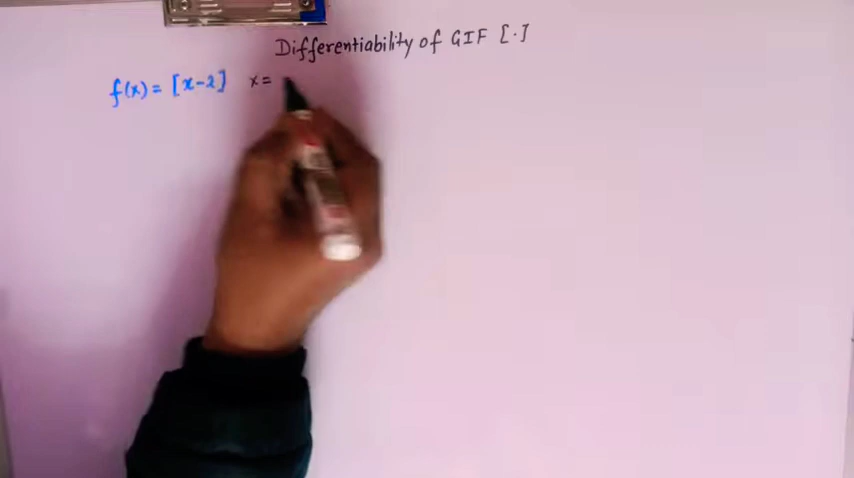 Differentiability of GIF [·]
f(x) = [x-2] x=